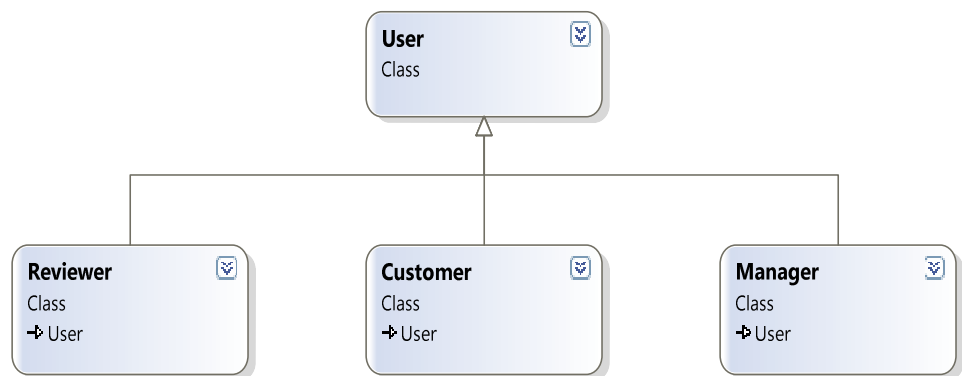 User
Class
Reviewer
Class
User
Customer
Class
User
Manager
Class
User